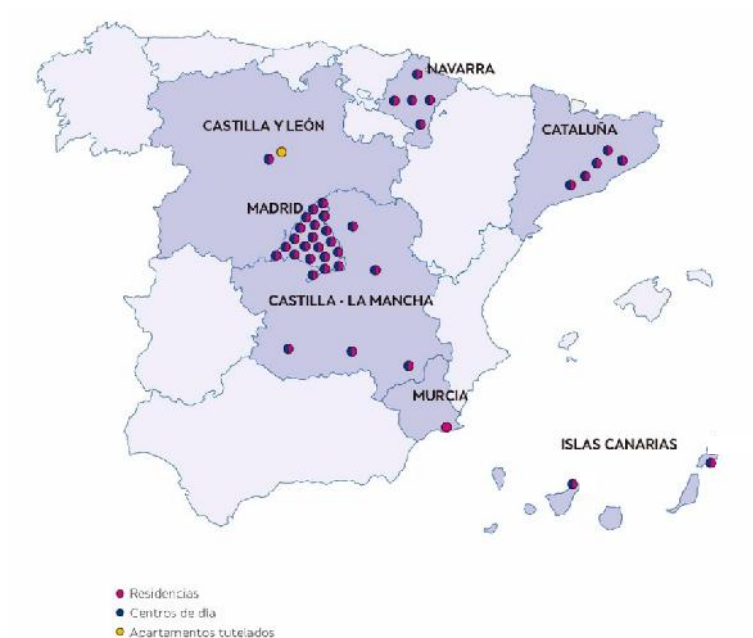 NAVARRA
CASTILLA Y LEÓN
CATALUÑA
MADRID
CASTILLA - LA MANCHA
MURCIA
ISLAS CANARIAS
Residencias
Centros de día
Apartamentos tutelados